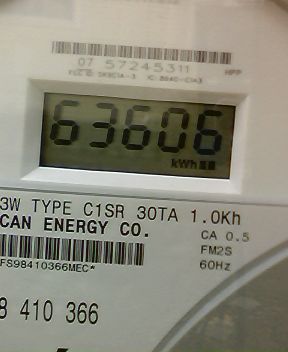 07 57245311 HPP
63606
kWh
3W TYPE C1SR 30TA 1.0Kh
CAN ENERGY CO.
CA 0.5
FM2S
FS98410366MEC*
60Hz
8 410 366